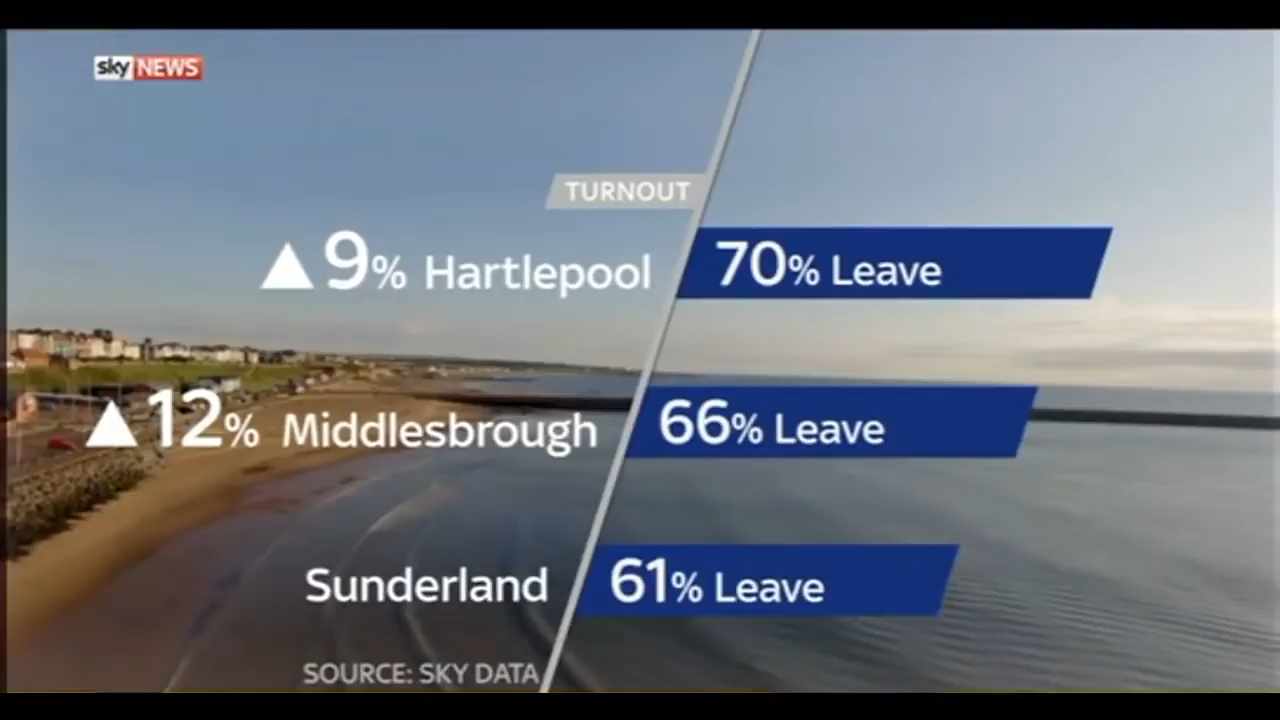 sky NEWS
TURNOUT
▲9% Hartlepool 70% Leave
▲12% Middlesbrough 66% Leave
Sunderland 61% Leave
SOURCE: SKY DATA